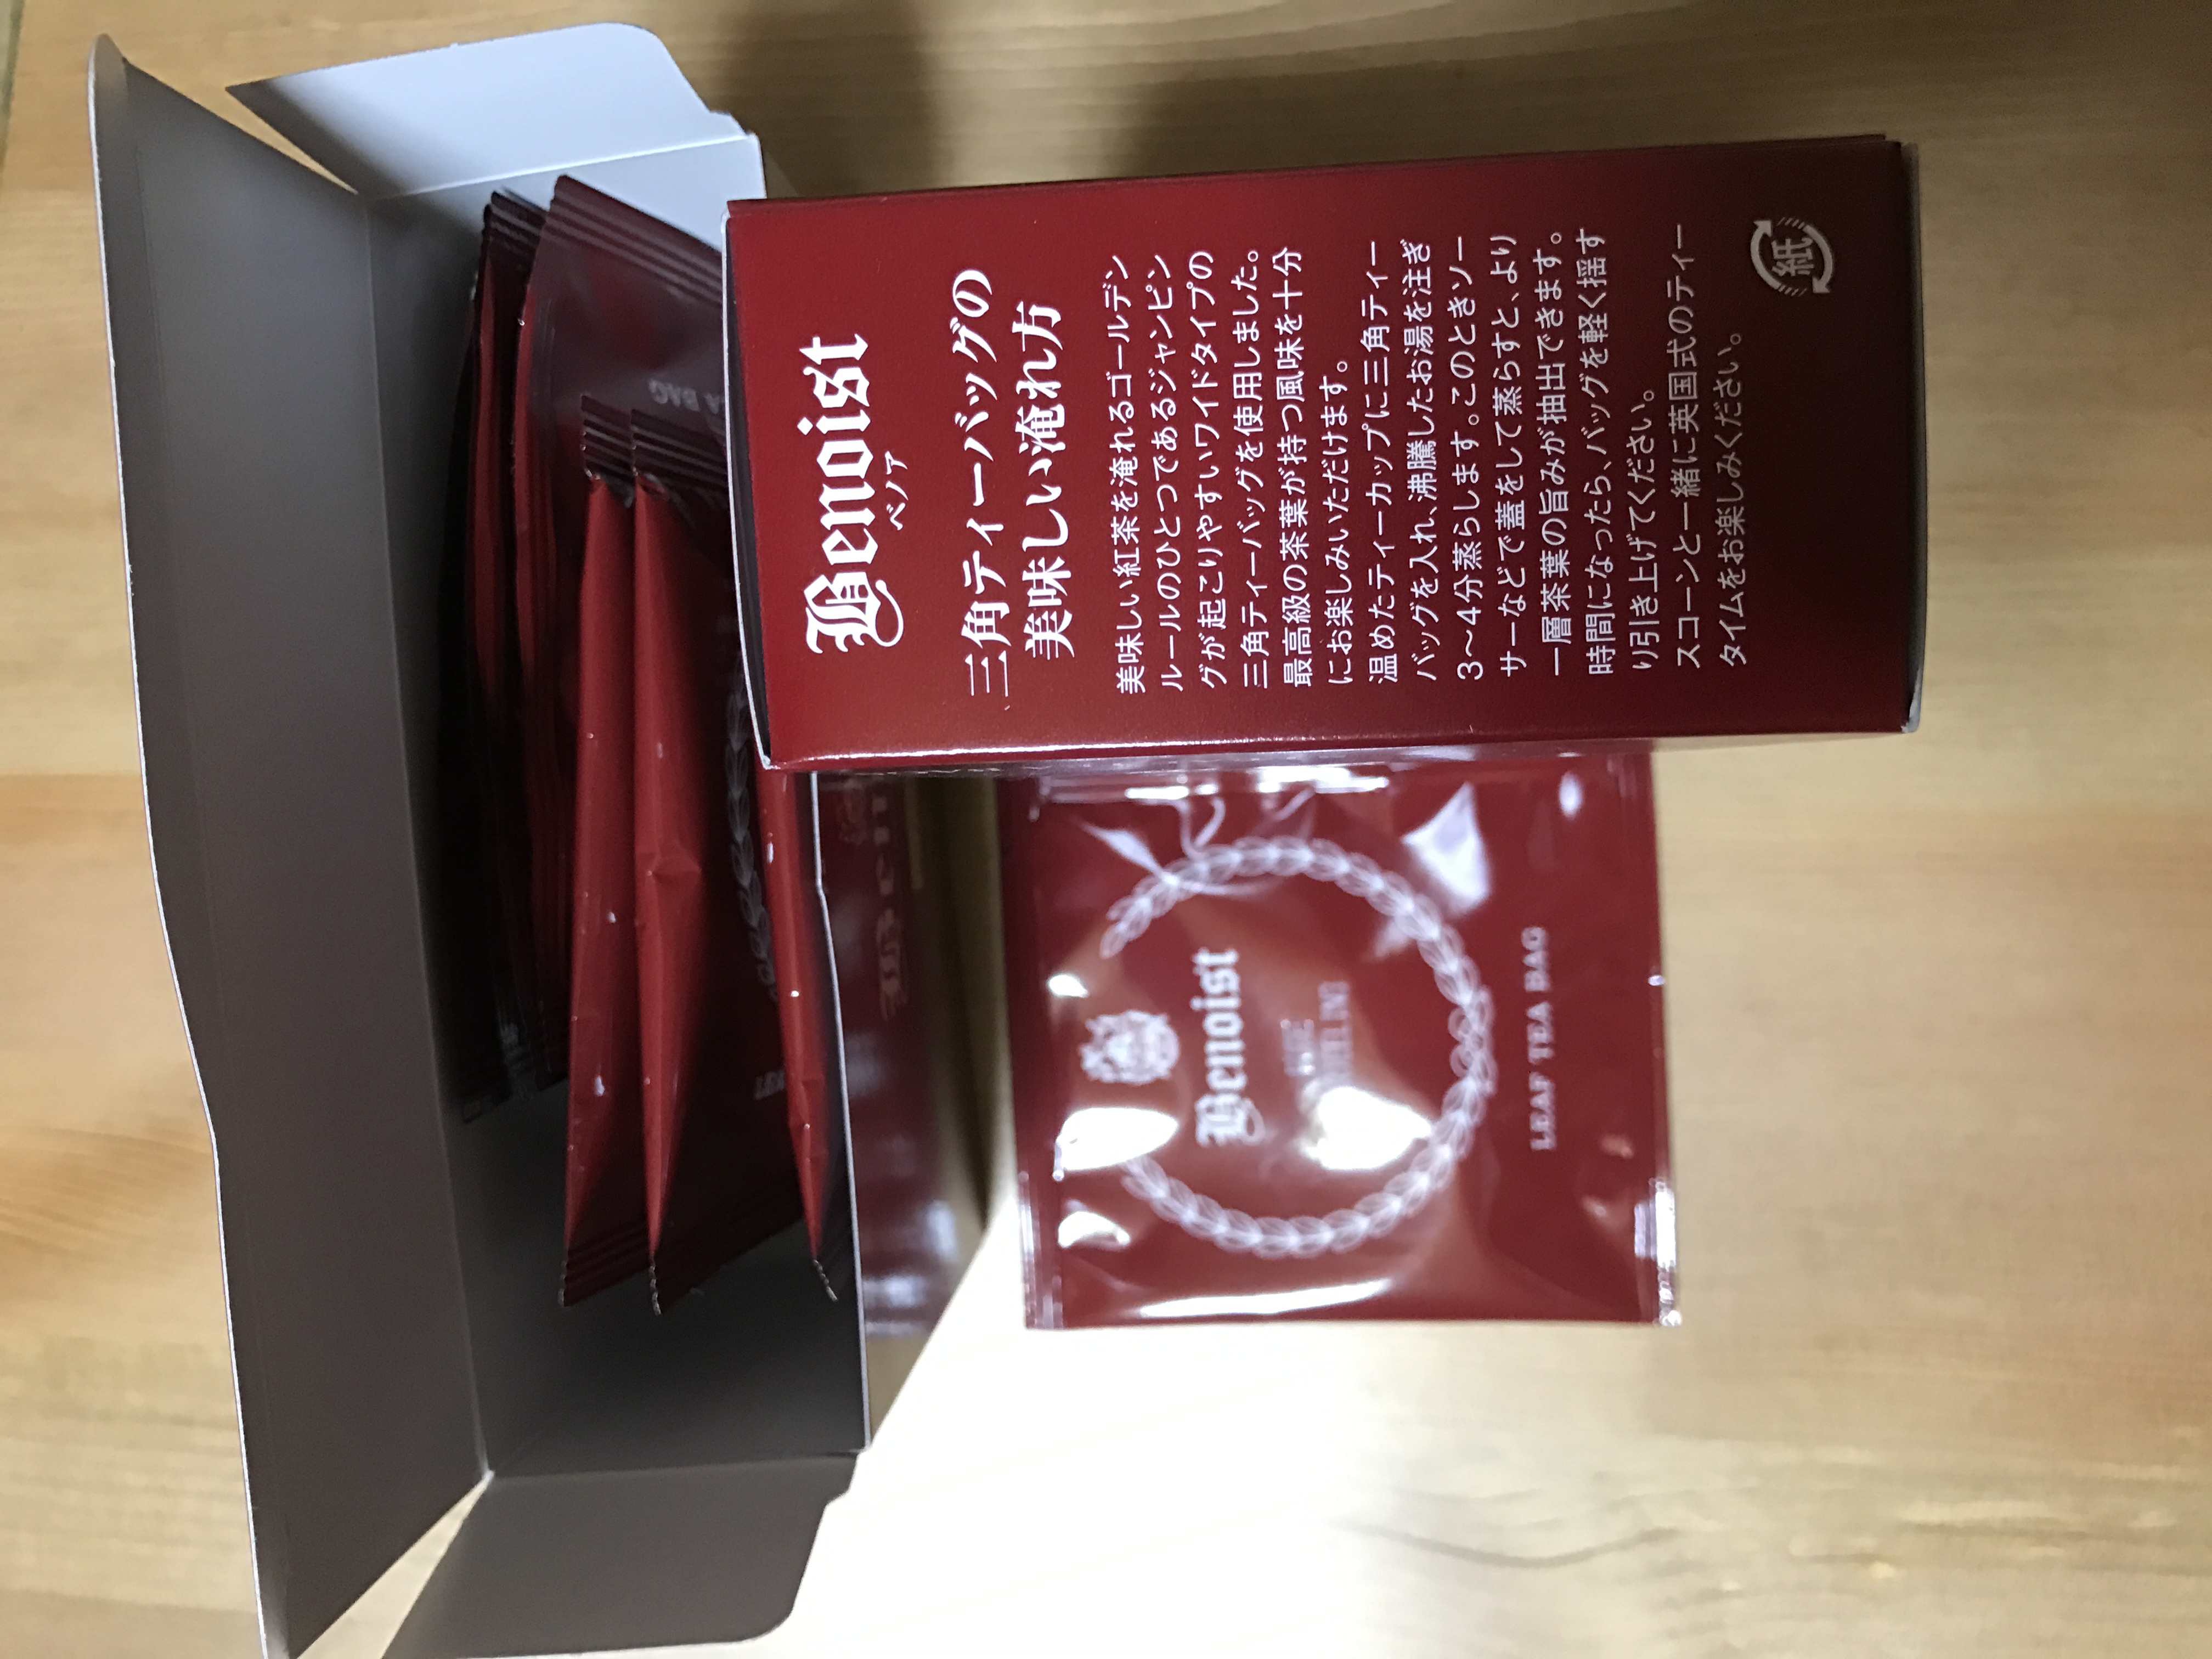 Benoist
ベノア
三角ティーバッグの
美味しい淹れ方
美味しい紅茶を淹れるゴールデン
ルールのひとつであるジャンピン
グが起こりやすいワイドタイプの
三角ティーバッグを使用しました。
最高級の茶葉が持つ風味を十分
にお楽しみいただけます。
温めたティーカップに三角ティー
バッグを入れ、沸騰したお湯を注ぎ
3〜4分蒸らします。このときソー
サーなどで蓋をして蒸らすと、より
一層茶葉の旨みが抽出できます。
時間になったら、バッグを軽く揺す
り引き上げてください。
スコーンと一緒に英国式のティー
タイムをお楽しみください。
紙
Benoist
LEAF TEA BAG
A BAG